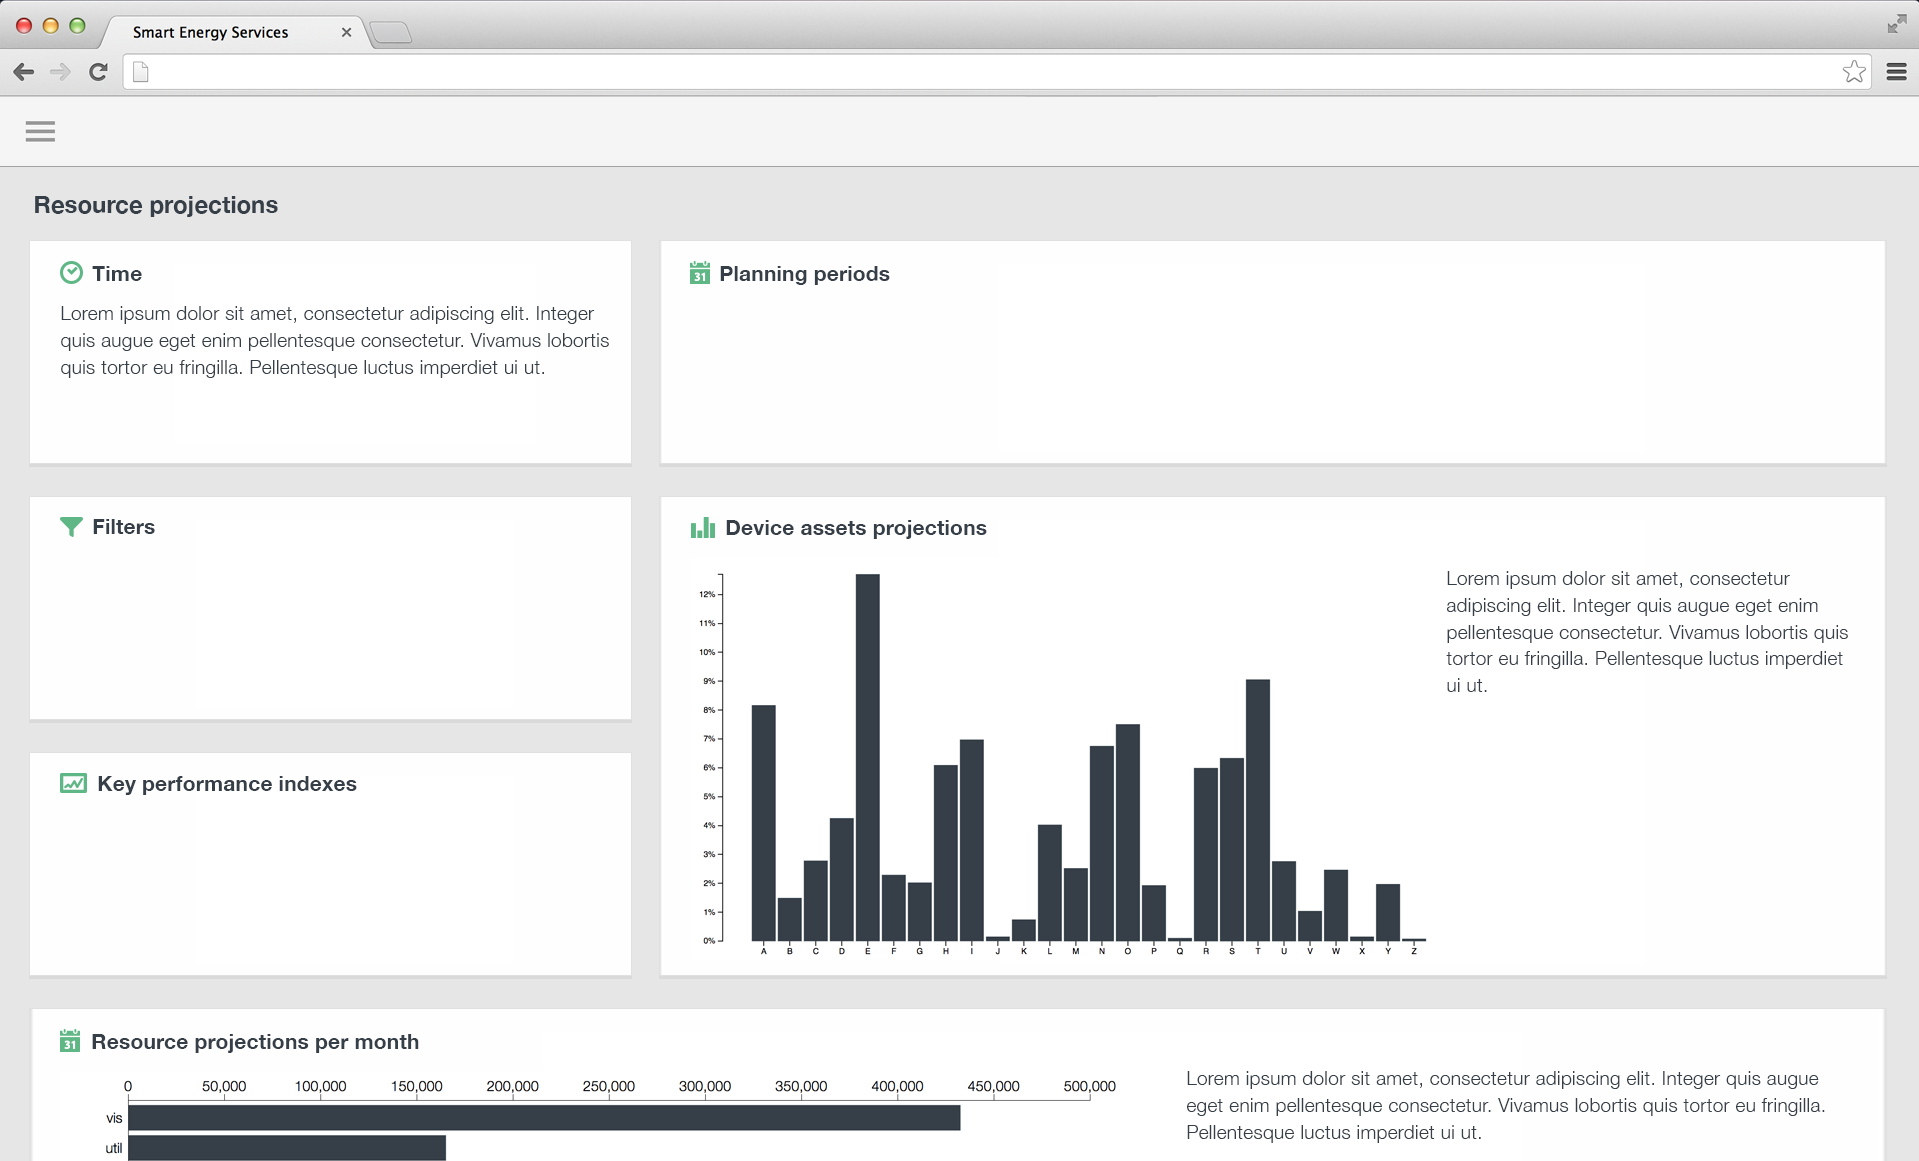 Smart Energy Services
Resource projections
Time
Lorem ipsum dolor sit amet, consectetur adipiscing elit. Integer
quis augue eget enim pellentesque consectetur. Vivamus lobortis
quis tortor eu fringilla. Pellentesque luctus imperdiet ui ut.
31 Planning periods
Filters
Key performance indexes
Device assets projections
12%
11%
10%
9%
8%
7%
6%
5%
4%
3%
2%
1%
0%
A B C D E F G H I J K L M N O P Q R S T U V W X Y Z
Lorem ipsum dolor sit amet, consectetur
adipiscing elit. Integer quis augue eget enim
pellentesque consectetur. Vivamus lobortis quis
tortor eu fringilla. Pellentesque luctus imperdiet
ui ut.
31 Resource projections per month
0 50,000 100,000 150,000 200,000 250,000 300,000 350,000 400,000 450,000 500,000
vis
util
Lorem ipsum dolor sit amet, consectetur adipiscing elit. Integer quis augue
eget enim pellentesque consectetur. Vivamus lobortis quis tortor eu fringilla.
Pellentesque luctus imperdiet ui ut.